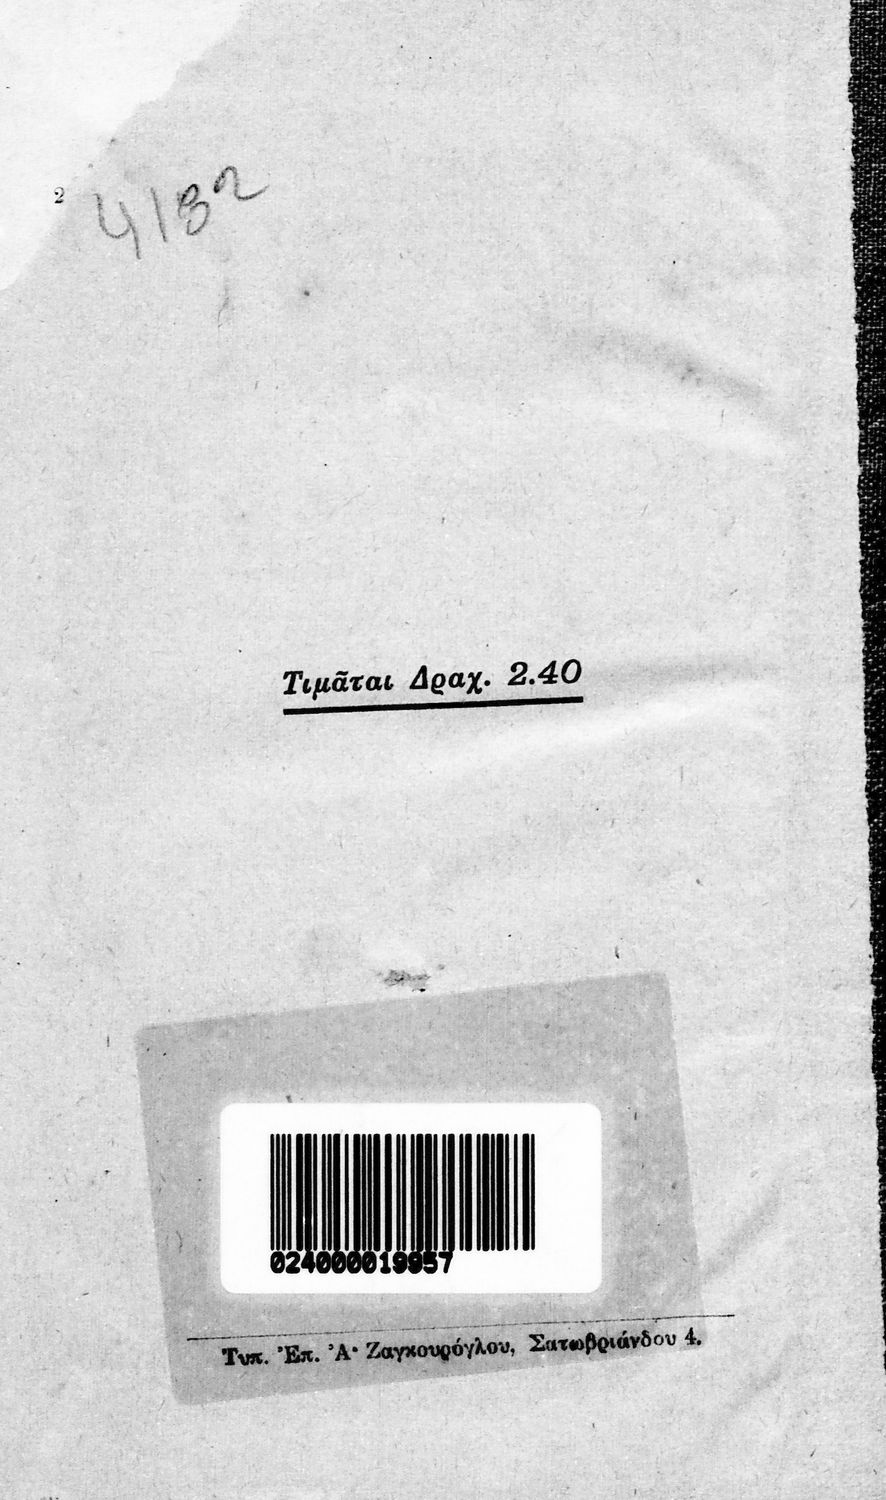 2
4182
Τιμᾶται Δραχ. 2.40
024000019957
Τυπ. Ἐπ. Ἀ· Ζαγκουρόγλου, Σατωβριάνδου 4.